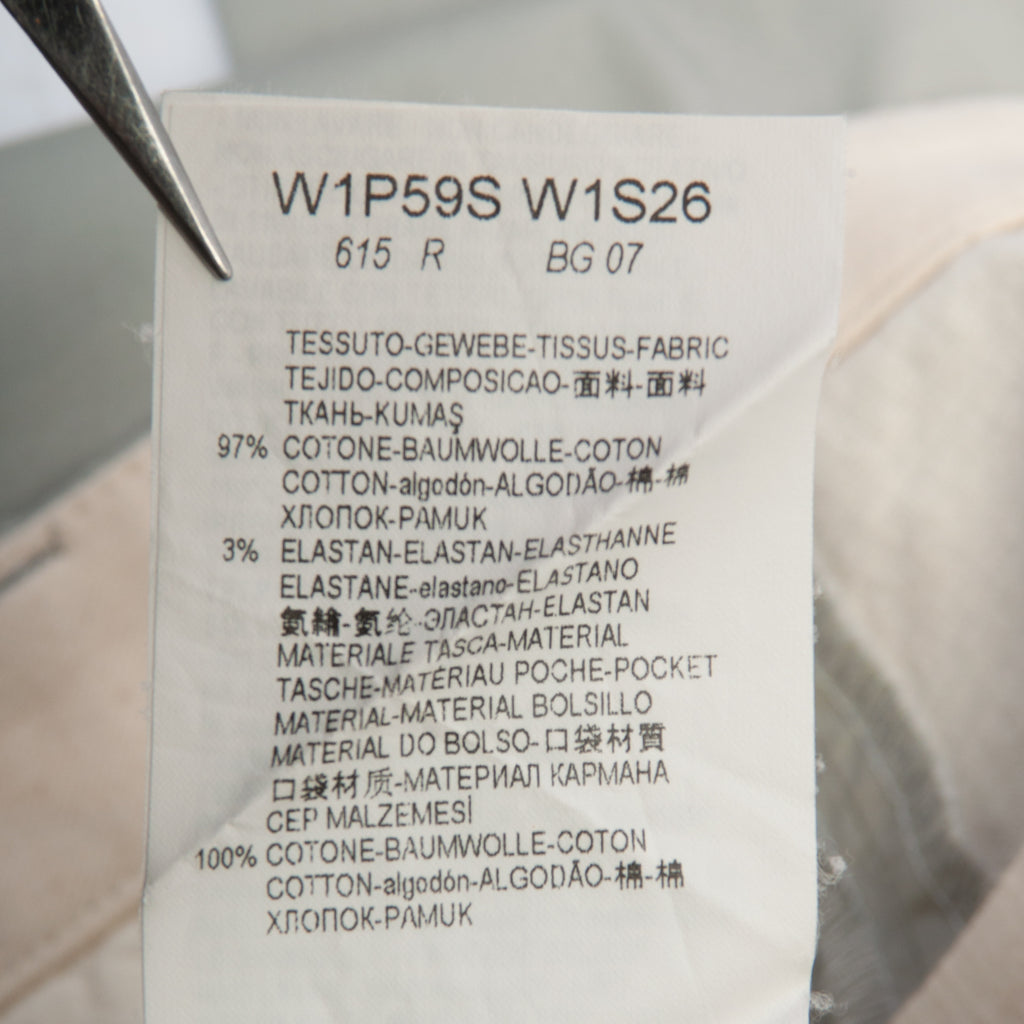 W1P59S W1S26
615 R BG 07
TESSUTO-GEWEBE-TISSUS-FABRIC
TEJIDO-COMPOSICAO-面料-面料
ТКАНЬ-KUMAŞ
97% COTONE-BAUMWOLLE-COTON
COTTON-algodón-ALGODÃO-棉-棉
ХЛОПОК-PAMUK
3% ELASTAN-ELASTAN-ELASTHANNE
ELASTANE-elastano-ELASTANO
氨綸-氨纶-ЭЛАСТАН-ELASTAN
MATERIALE TASCA-MATERIAL
TASCHE-MATÉRIAU POCHE-POCKET
MATERIAL-MATERIAL BOLSILLO
MATERIAL DO BOLSO-口袋材質
口袋材质-МАТЕРИАЛ КАРМАНА
CEP MALZEMESİ
100% COTONE-BAUMWOLLE-COTON
COTTON-algodón-ALGODÃO-棉-棉
ХЛОПОК-PAMUK